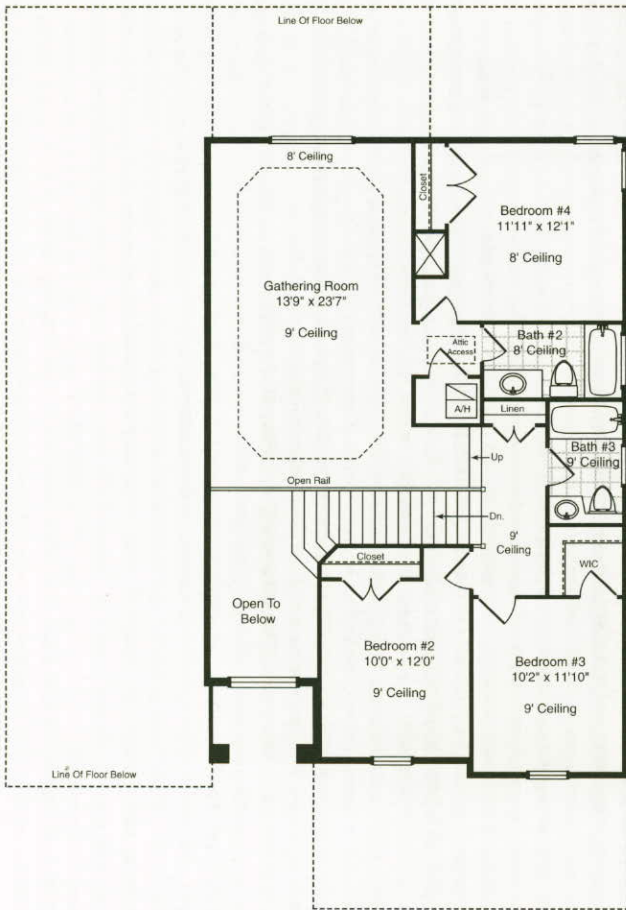 Line Of Floor Below
8' Ceiling
Closet
Bedroom #4
11'11" x 12'1"
8' Ceiling
Gathering Room
13'9" x 23'7"
9' Ceiling
Attic
Access
Bath #2
8' Ceiling
A/H
Linen
Bath #3
9' Ceiling
Up
Open Rail
Dn.
9'
Ceiling
Closet
WIC
Open To
Below
Bedroom #2
10'0" x 12'0"
9' Ceiling
Bedroom #3
10'2" x 11'10"
9' Ceiling
Line Of Floor Below